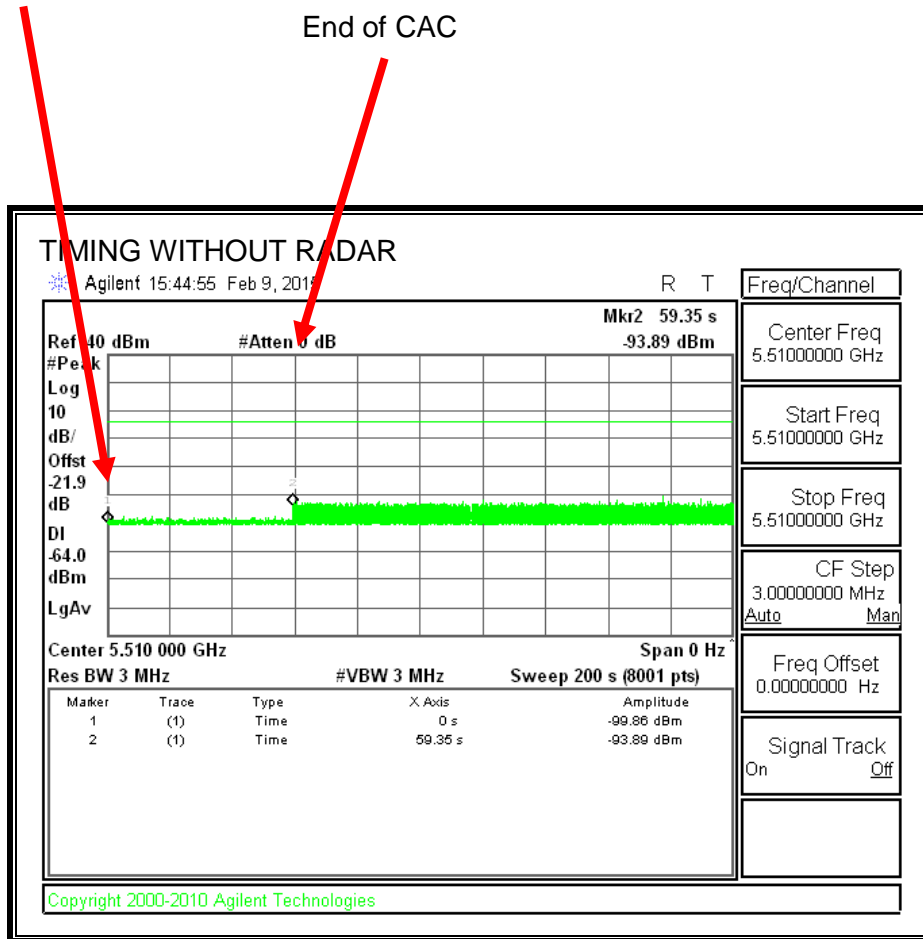 End of CAC
TIMING WITHOUT RADAR
Agilent 15:44:55 Feb 9, R T
Mkr2 59.35 s
Ref 40 dBm #Atten 0 dB -93.89 dBm
#Peak
Log
10
dB/
Offst
-21.9
dB
DI
-64.0
dBm
LgAv
1
2
Center 5.510 000 GHz Span 0 Hz^
Res BW 3 MHz #VBW 3 MHz Sweep 200 s (8001 pts)
Marker Trace Type X Axis Amplitude
1 (1) Time 0 s -99.86 dBm
2 (1) Time 59.35 s -93.89 dBm
Freq/Channel
Center Freq
5.51000000 GHz
Start Freq
5.51000000 GHz
Stop Freq
5.51000000 GHz
CF Step
3.00000000 MHz
Auto Man
Freq Offset
0.00000000 Hz
Signal Track
On Off
Copyright 2000-2010 Agilent Technologies